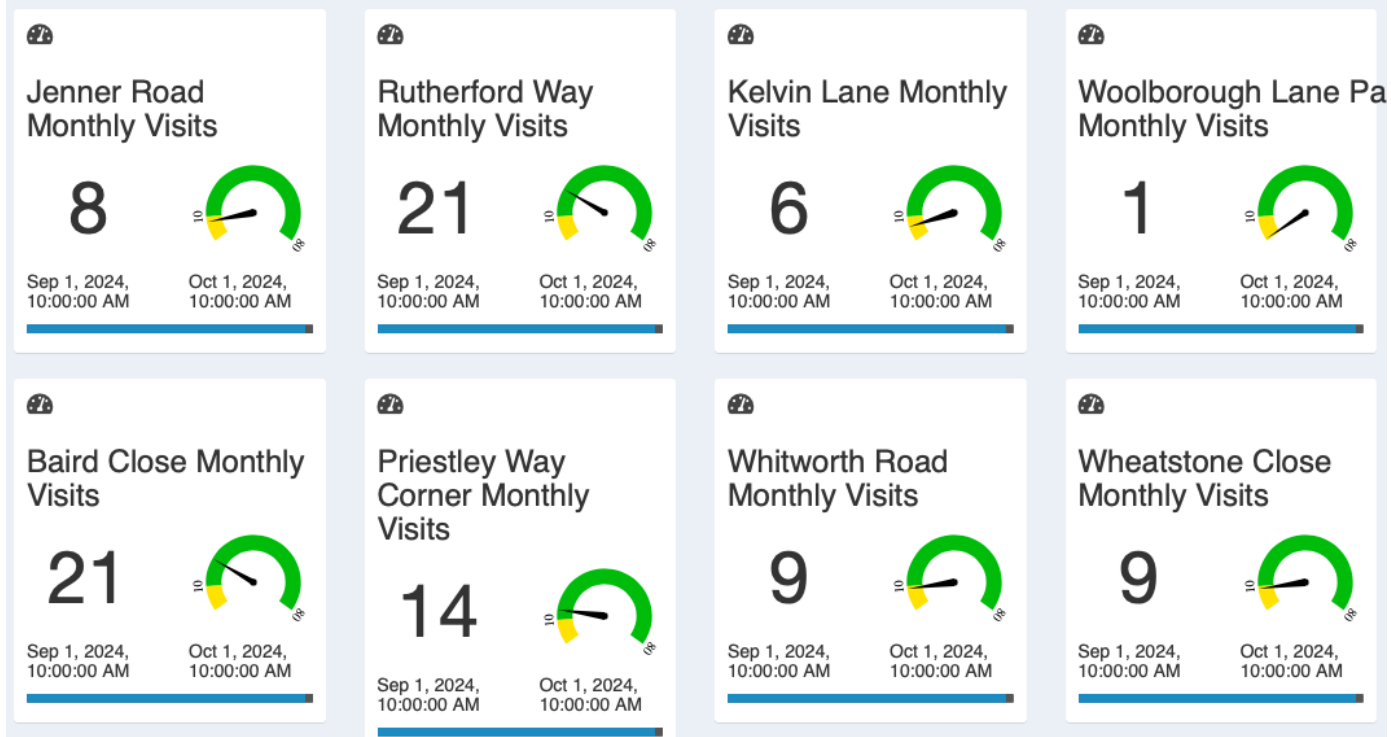 Jenner Road
Monthly Visits
8
10
80
Sep 1, 2024,
10:00:00 AM
Oct 1, 2024,
10:00:00 AM
Rutherford Way
Monthly Visits
21
10
80
Sep 1, 2024,
10:00:00 AM
Oct 1, 2024,
10:00:00 AM
Kelvin Lane Monthly
Visits
6
10
80
Sep 1, 2024,
10:00:00 AM
Oct 1, 2024,
10:00:00 AM
Woolborough Lane Pa
Monthly Visits
1
10
80
Sep 1, 2024,
10:00:00 AM
Oct 1, 2024,
10:00:00 AM
Baird Close Monthly
Visits
21
10
80
Sep 1, 2024,
10:00:00 AM
Oct 1, 2024,
10:00:00 AM
Priestley Way
Corner Monthly
Visits
14
10
80
Sep 1, 2024,
10:00:00 AM
Oct 1, 2024,
10:00:00 AM
Whitworth Road
Monthly Visits
9
10
80
Sep 1, 2024,
10:00:00 AM
Oct 1, 2024,
10:00:00 AM
Wheatstone Close
Monthly Visits
9
10
80
Sep 1, 2024,
10:00:00 AM
Oct 1, 2024,
10:00:00 AM